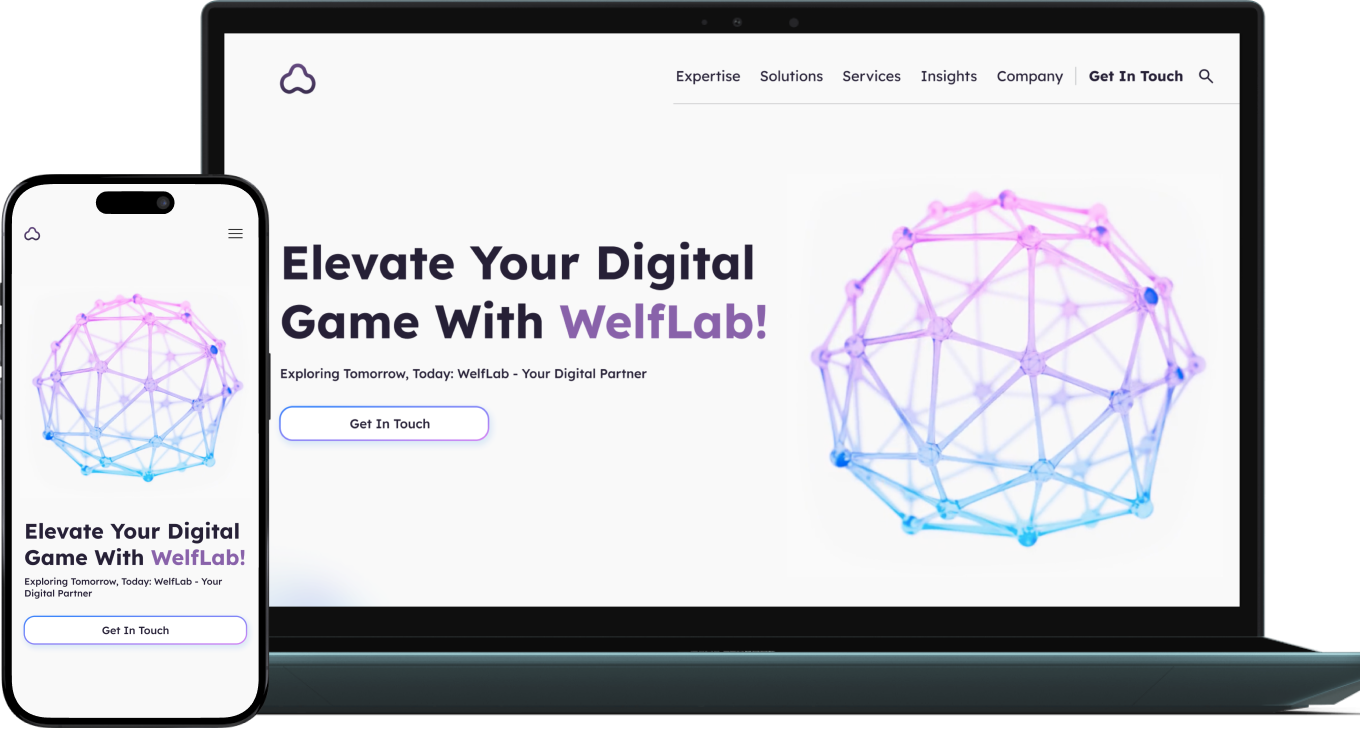 Expertise Solutions Services Insights Company Get In Touch
Elevate Your Digital
Game With WelfLab!
Exploring Tomorrow, Today: WelfLab - Your Digital Partner
Get In Touch
Elevate Your Digital
Game With WelfLab!
Exploring Tomorrow, Today: WelfLab - Your
Digital Partner
Get In Touch